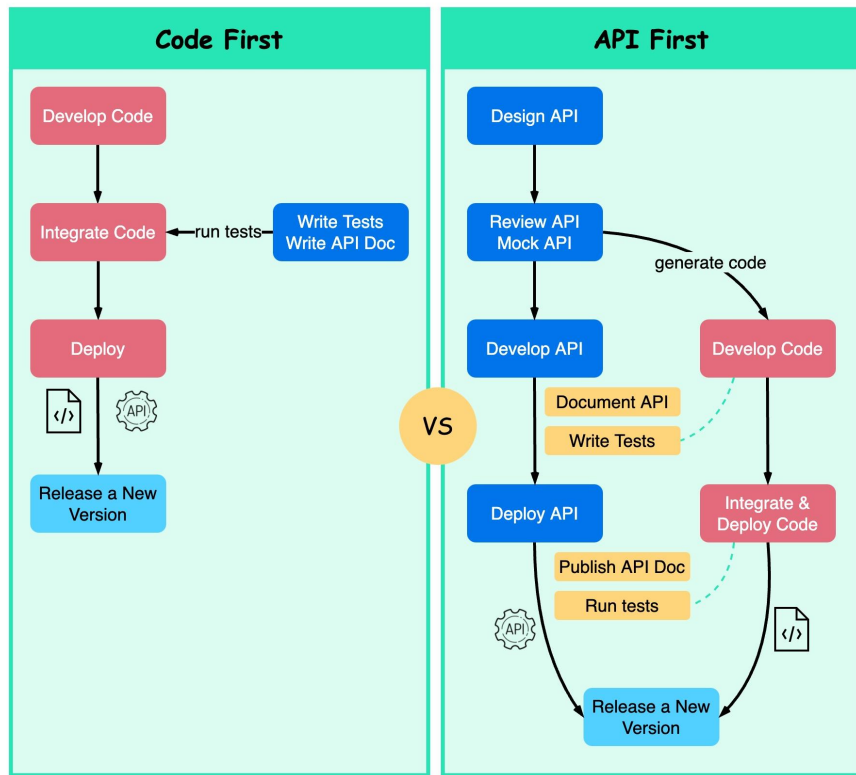 Code First
Develop Code
Integrate Code
run tests
Write Tests
Write API Doc
Deploy
</>
API
Release a New
Version
VS
API First
Design API
Review API
Mock API
generate code
Develop API
Develop Code
Document API
Write Tests
Deploy API
Integrate &
Deploy Code
Publish API Doc
Run tests
API
</>
Release a New
Version